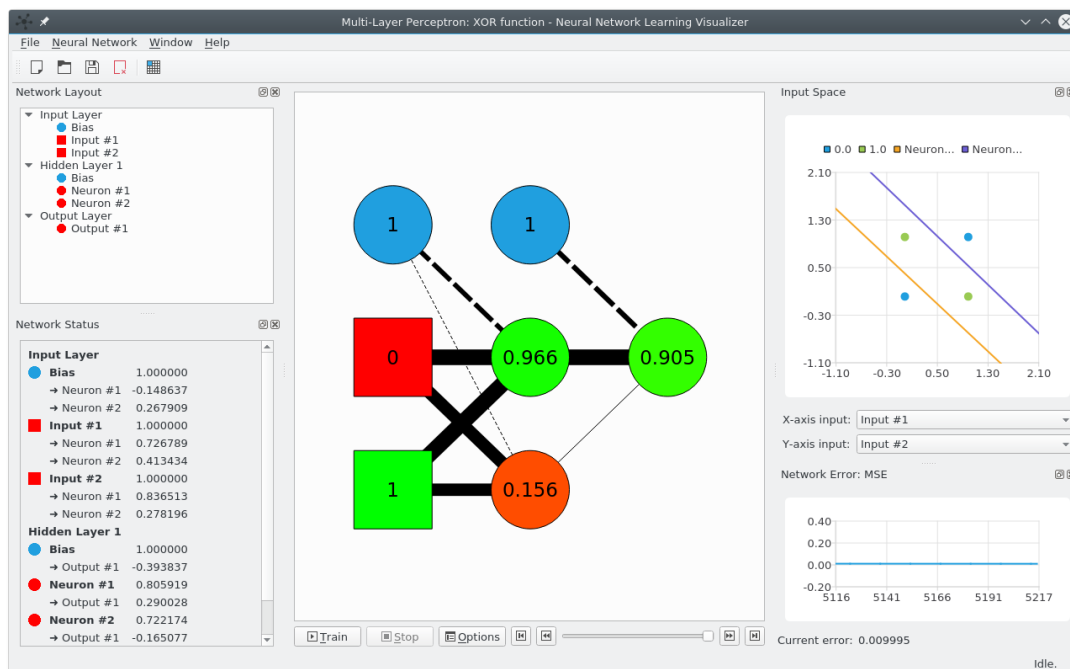 Multi-Layer Perceptron: XOR function - Neural Network Learning Visualizer
File Neural Network Window Help
Network Layout
Input Layer
Bias
Input #1
Input #2
Hidden Layer 1
Bias
Neuron #1
Neuron #2
Output Layer
Output #1
Network Status
Input Layer
Bias 1.000000
➔ Neuron #1 -0.148637
➔ Neuron #2 0.267909
Input #1 1.000000
➔ Neuron #1 0.726789
➔ Neuron #2 0.413434
Input #2 1.000000
➔ Neuron #1 0.836513
➔ Neuron #2 0.278196
Hidden Layer 1
Bias 1.000000
➔ Output #1 -0.393837
Neuron #1 0.805919
➔ Output #1 0.290028
Neuron #2 0.722174
➔ Output #1 -0.165077
1 1
0 0.966 0.905
1 0.156
Train Stop Options
Input Space
0.0 1.0 Neuron... Neuron...
2.10
1.30
0.50
-0.30
-1.10
-1.10 -0.30 0.50 1.30 2.10
X-axis input: Input #1
Y-axis input: Input #2
Network Error: MSE
0.40
0.20
0.00
-0.20
5116 5141 5166 5191 5217
Current error: 0.009995
Idle.